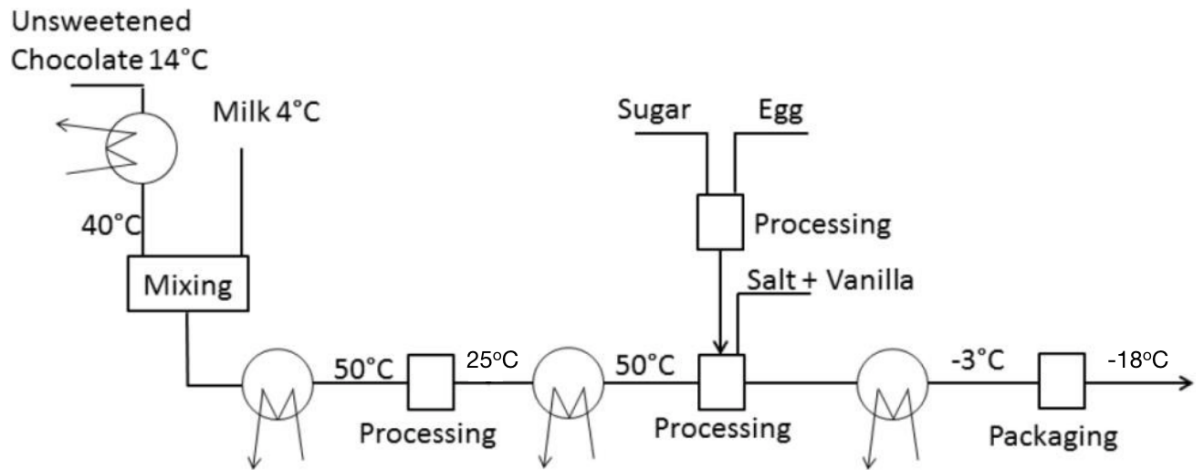 Unsweetened
Chocolate 14°C
Milk 4°C
Sugar
Egg
40°C
Processing
Mixing
Salt + Vanilla
50°C
25°C
50°C
-3°C
-18°C
Processing
Processing
Packaging